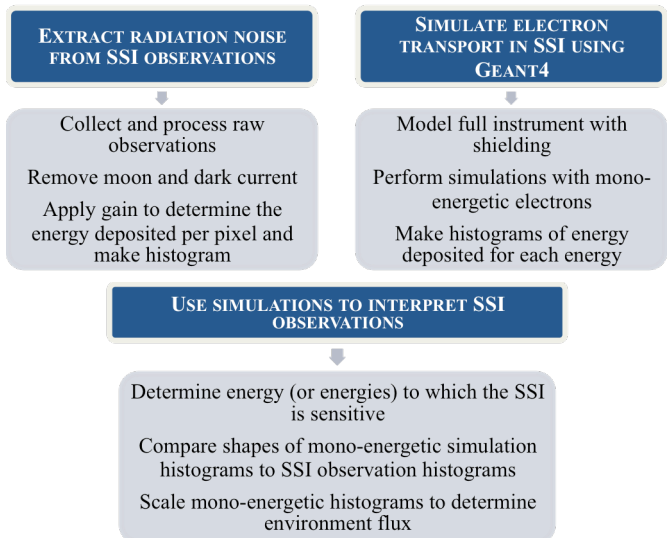 EXTRACT RADIATION NOISE
FROM SSI OBSERVATIONS
Collect and process raw
observations
Remove moon and dark current
Apply gain to determine the
energy deposited per pixel and
make histogram
SIMULATE ELECTRON
TRANSPORT IN SSI USING
GEANT4
Model full instrument with
shielding
Perform simulations with mono-
energetic electrons
Make histograms of energy
deposited for each energy
USE SIMULATIONS TO INTERPRET SSI
OBSERVATIONS
Determine energy (or energies) to which the SSI
is sensitive
Compare shapes of mono-energetic simulation
histograms to SSI observation histograms
Scale mono-energetic histograms to determine
environment flux